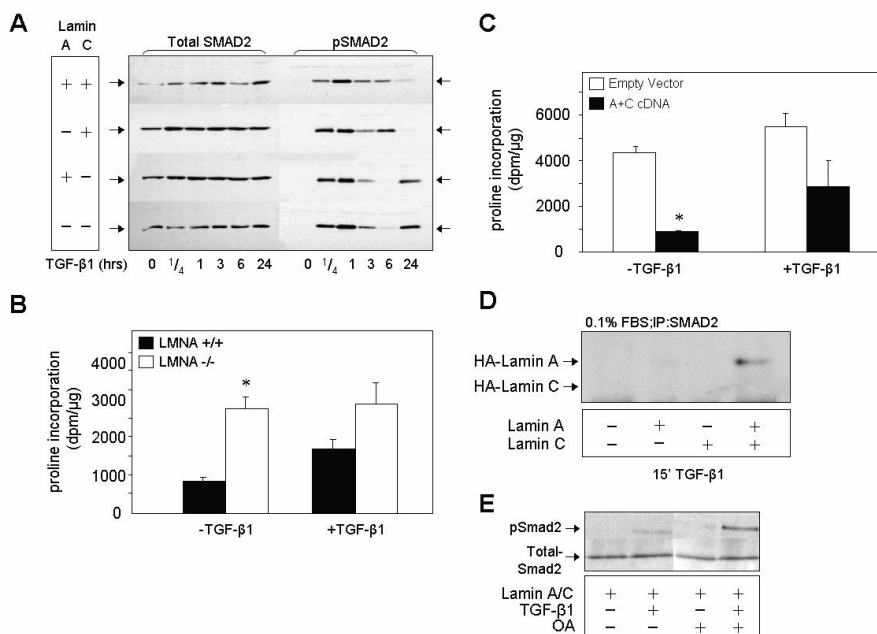 A
Lamin
A C
Total SMAD2
pSMAD2
+ +
− +
+ −
− −
TGF-β1 (hrs) 0 1/4 1 3 6 24 0 1/4 1 3 6 24
B
proline incorporation
(dpm/µg)
4000
3000
2000
1000
0
LMNA +/+
LMNA -/-
*
-TGF-β1
+TGF-β1
C
proline incorporation
(dpm/µg)
6000
4000
2000
0
Empty Vector
A+C cDNA
*
-TGF-β1
+TGF-β1
D
0.1% FBS;IP:SMAD2
HA-Lamin A
HA-Lamin C
Lamin A − + − +
Lamin C − − + +
15' TGF-β1
E
pSmad2
Total-
Smad2
Lamin A/C + + + +
TGF-β1 − + − +
OA − − + +